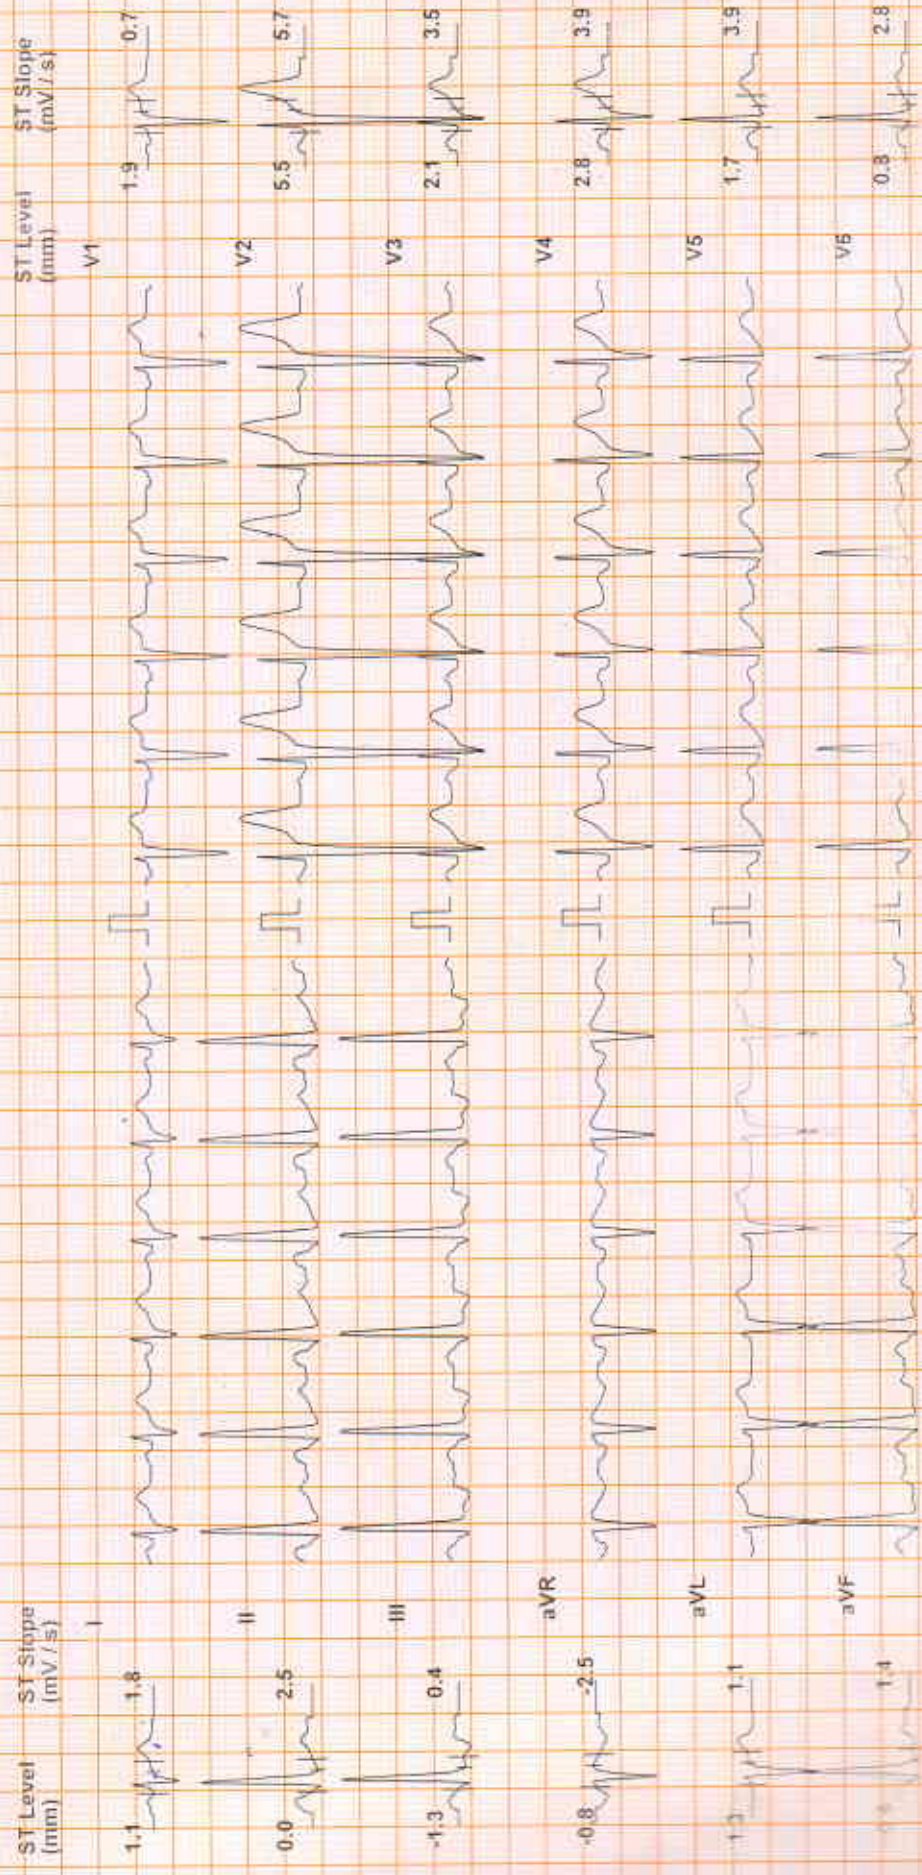 ST Level ST Slope
(mm) (mV / s)
1.1 1.8
I
0.0 2.5
II
-1.3 0.4
III
-0.8 -2.5
aVR
1.1
aVL
1.4
aVF
ST Level ST Slope
(mm) (mV / s)
V1
1.9 0.7
V2
5.5 5.7
V3
2.1 3.5
V4
2.8 3.9
V5
1.7 3.9
V6
0.8 2.8